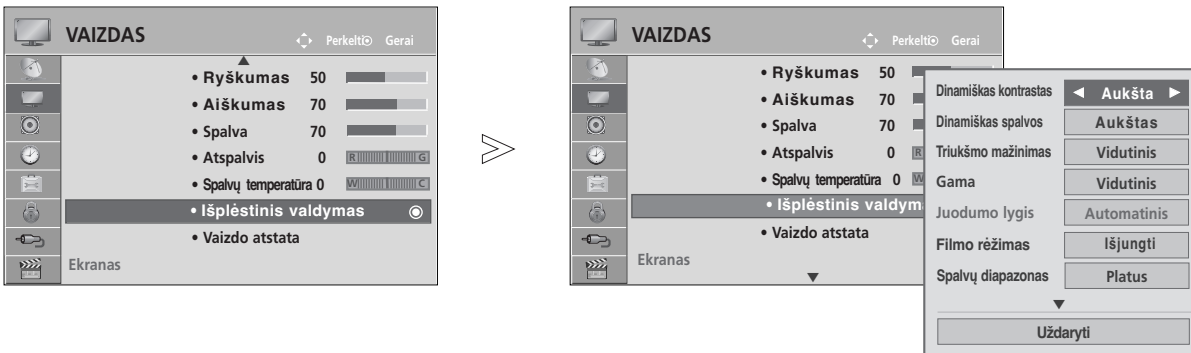 VAIZDAS
Perkelti Gerai
• Ryškumas 50
• Aiškumas 70
• Spalva 70
• Atspalvis 0 R G
• Spalvų temperatūra 0 W C
• Išplėstinis valdymas
• Vaizdo atstata
Ekranas
VAIZDAS
Perkelti Gerai
• Ryškumas 50
• Aiškumas 70
• Spalva 70
• Atspalvis 0 R
• Spalvų temperatūra 0 W
• Išplėstinis valdym
• Vaizdo atstata
Ekranas
Dinamiškas kontrastas ◄ Aukšta ►
Dinamiškas spalvos Aukštas
Triukšmo mažinimas Vidutinis
Gama Vidutinis
Juodumo lygis Automatinis
Filmo rėžimas Išjungti
Spalvų diapazonas Platus
Uždaryti